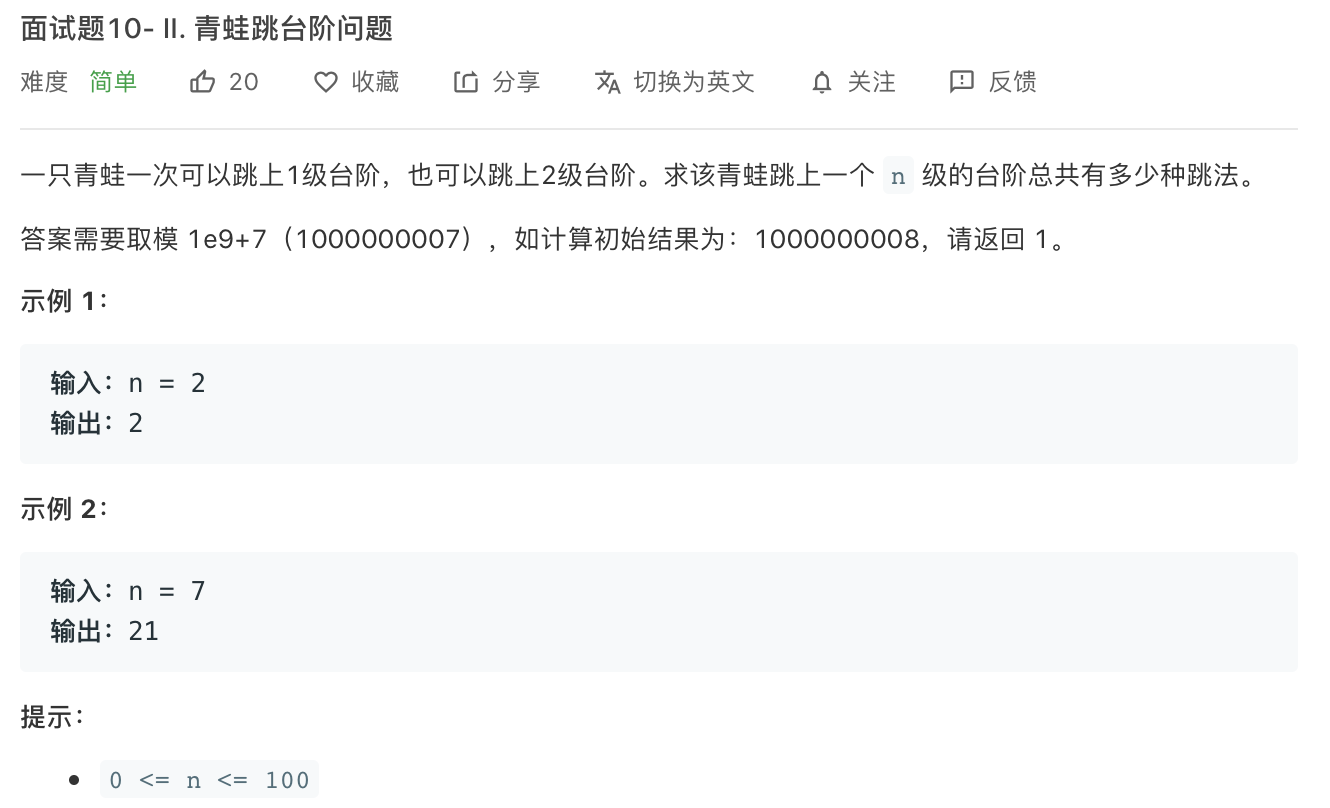 面试题10- II. 青蛙跳台阶问题
难度 简单 20 收藏 分享 切换为英文 关注 反馈
一只青蛙一次可以跳上1级台阶，也可以跳上2级台阶。求该青蛙跳上一个 n 级的台阶总共有多少种跳法。
答案需要取模 1e9+7（1000000007），如计算初始结果为：1000000008，请返回 1。
示例 1：
输入：n = 2
输出：2
示例 2：
输入：n = 7
输出：21
提示：
0 <= n <= 100